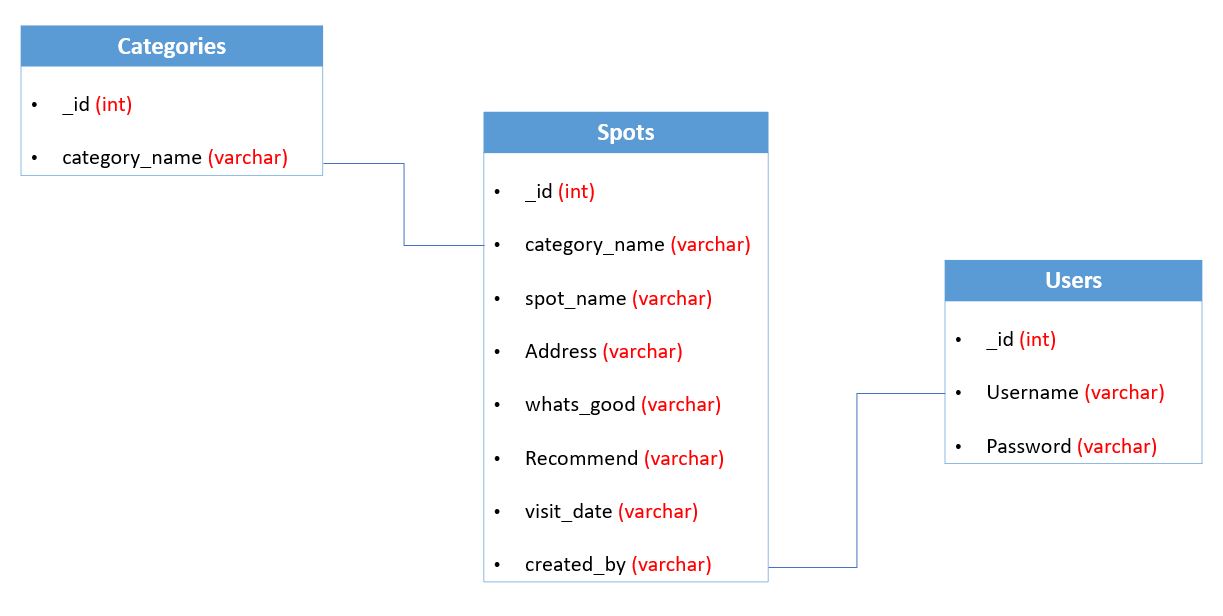 Categories
• _id (int)
• category_name (varchar)
Spots
• _id (int)
• category_name (varchar)
• spot_name (varchar)
• Address (varchar)
• whats_good (varchar)
• Recommend (varchar)
• visit_date (varchar)
• created_by (varchar)
Users
• _id (int)
• Username (varchar)
• Password (varchar)